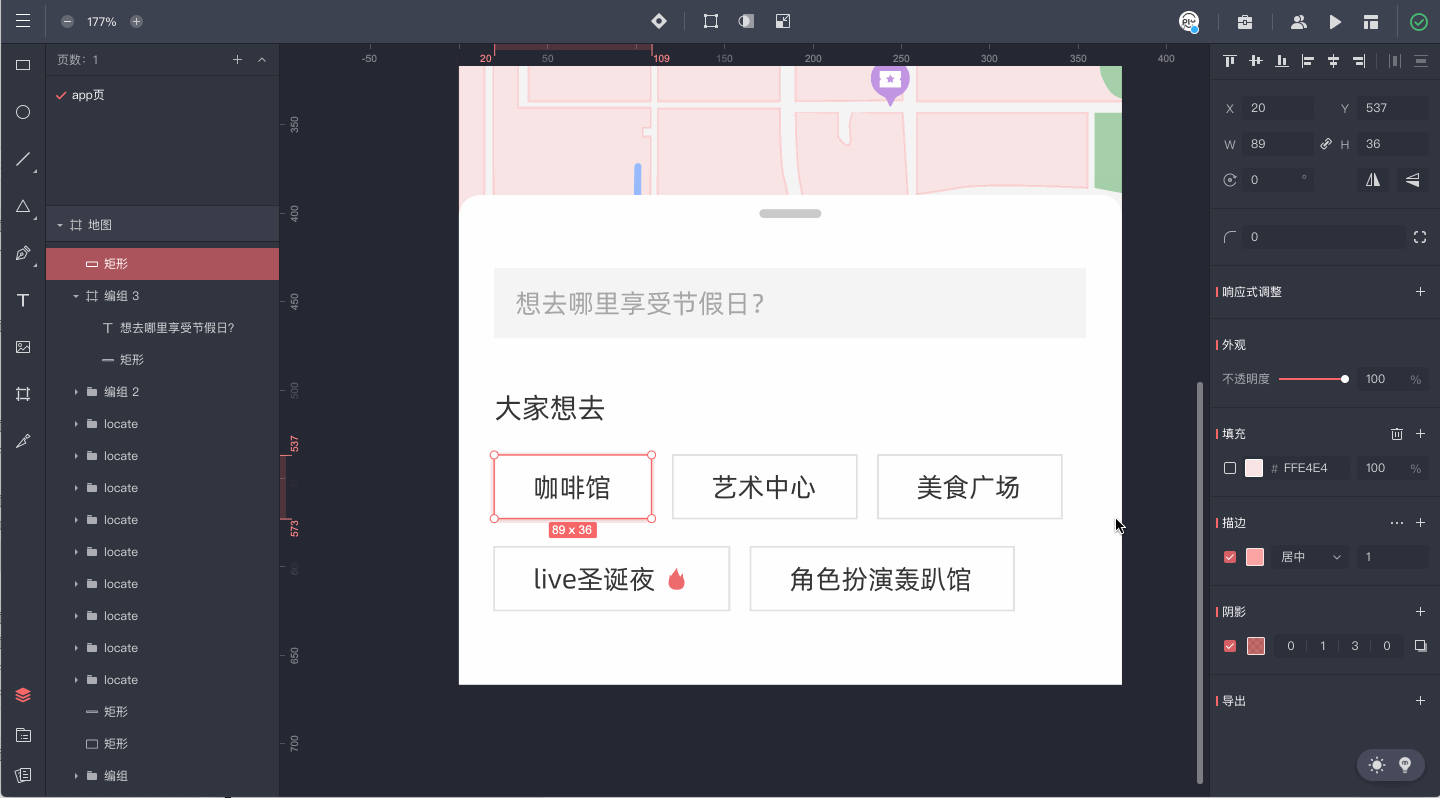 177%
页数: 1
app页
地图
矩形
编组 3
想去哪里享受节假日?
矩形
编组 2
locate
locate
locate
locate
locate
locate
locate
locate
locate
矩形
矩形
编组
-50
20
50
109
150
200
250
300
350
400
350
400
450
500
537
573
650
700
想去哪里享受节假日?
大家想去
咖啡馆
艺术中心
美食广场
89 × 36
live圣诞夜
角色扮演轰趴馆
X 20 Y 537
W 89 H 36
0 °
0
响应式调整
外观
不透明度 100 %
填充
# FFE4E4 100 %
描边
居中 1
阴影
0 1 3 0
导出